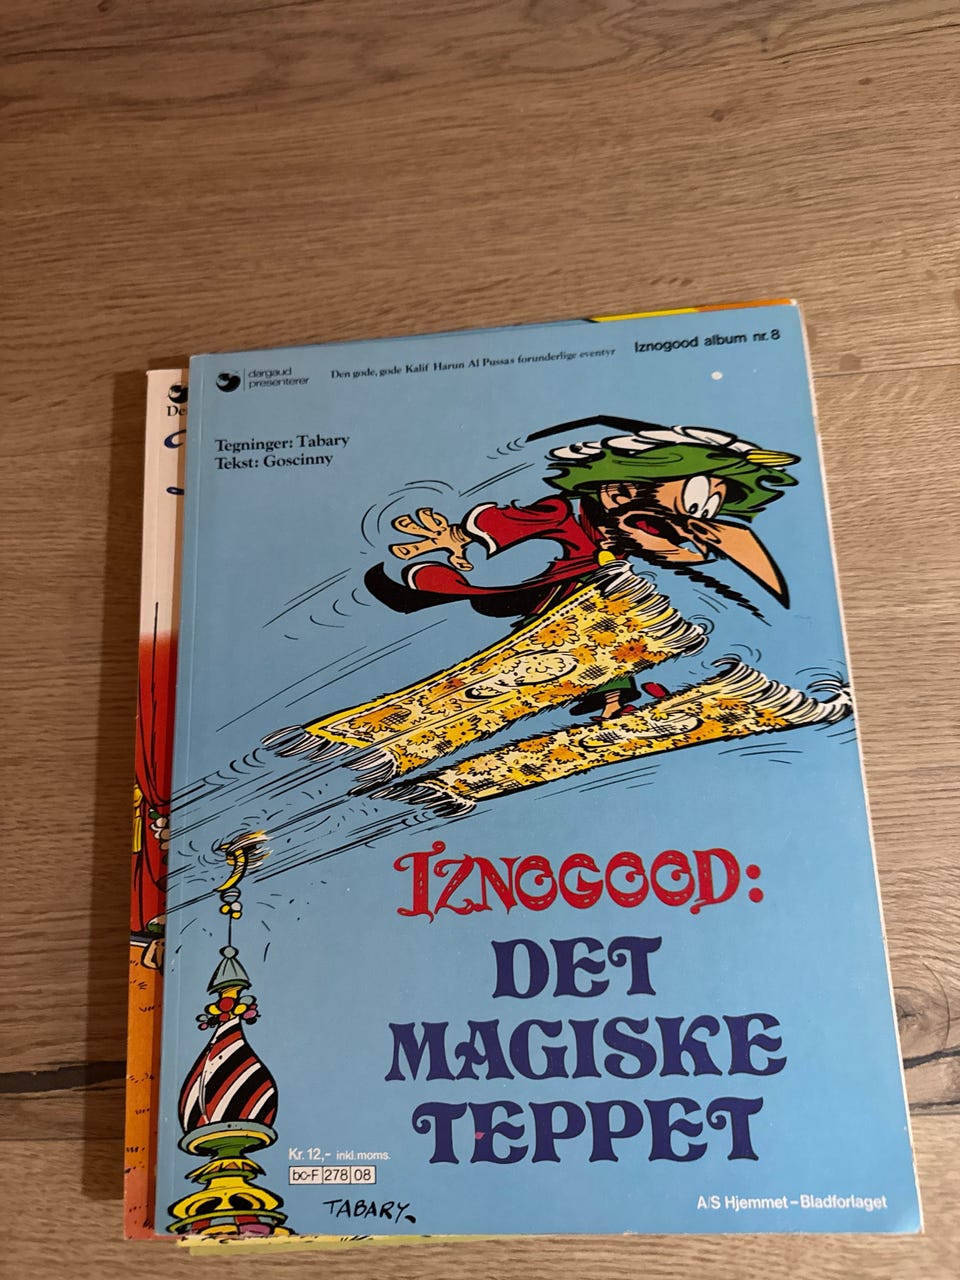 dargaud
presenterer
Den gode, gode Kalif Harun Al Pussas forunderlige eventyr
Iznogood album nr. 8
De
Tegninger: Tabary
Tekst: Goscinny
IZNOGOOD:
DET
MAGISKE
TEPPET
Kr. 12,- inkl. moms.
bc-F 278 08
TABARY.
A/S Hjemmet – Bladforlaget